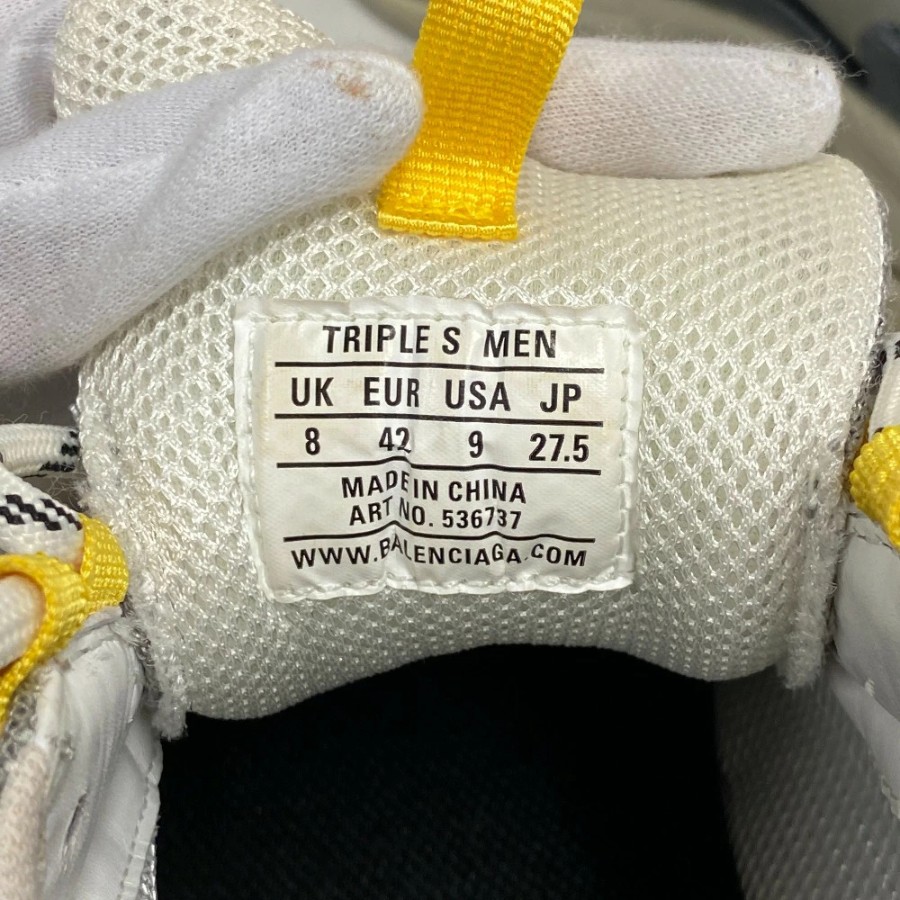 TRIPLE S MEN
UK EUR USA JP
8 42 9 27.5
MADE IN CHINA
ART NO. 536737
WWW.BALENCIAGA.COM